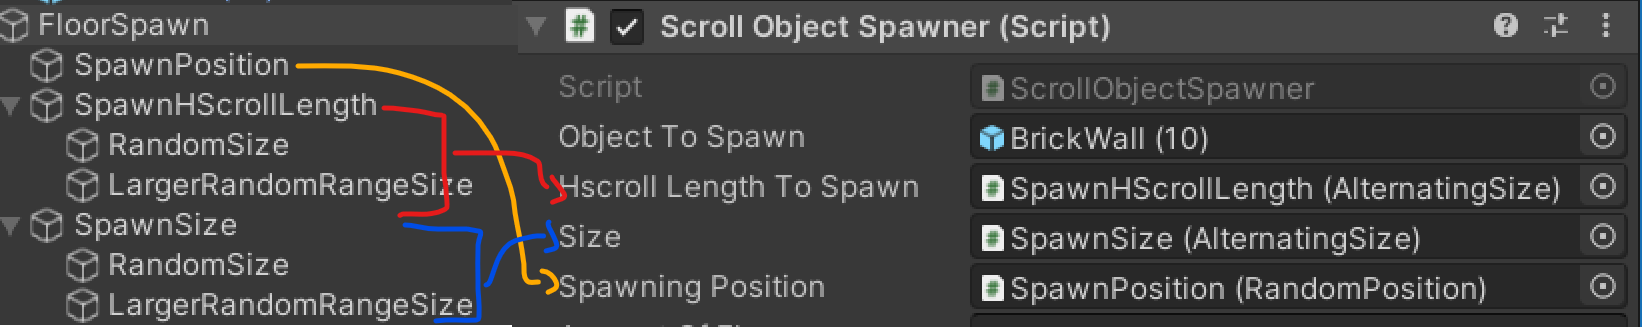 FloorSpawn
SpawnPosition
SpawnHScrollLength
RandomSize
LargerRandomRangeSize
SpawnSize
RandomSize
LargerRandomRangeSize
# Scroll Object Spawner (Script) ?
Script # ScrollObjectSpawner
Object To Spawn BrickWall (10)
Hscroll Length To Spawn # SpawnHScrollLength (AlternatingSize)
Size # SpawnSize (AlternatingSize)
Spawning Position # SpawnPosition (RandomPosition)